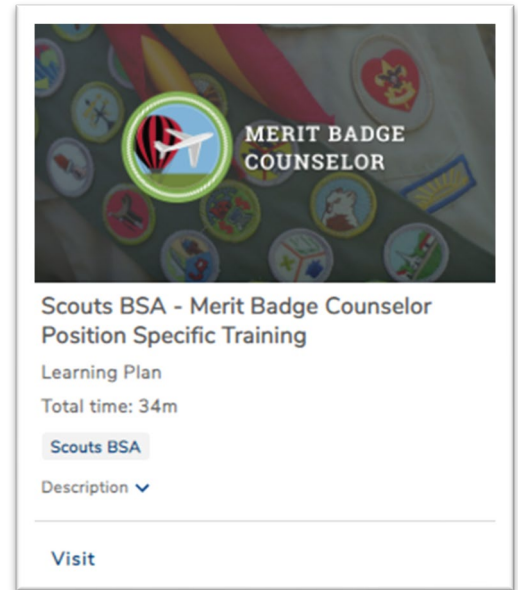 MERIT BADGE
COUNSELOR
Scouts BSA - Merit Badge Counselor
Position Specific Training
Learning Plan
Total time: 34m
Scouts BSA
Description
Visit